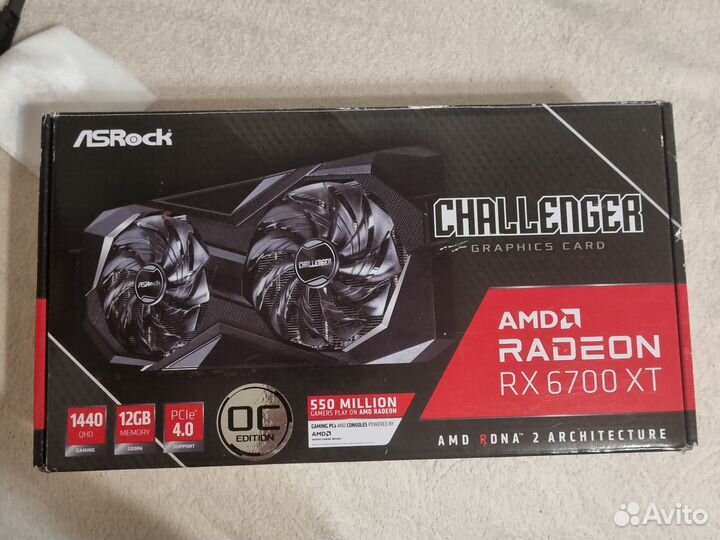 ASRock
CHALLENGER
GRAPHICS CARD
CHALLENGER
ASRock
AMD
RADEON
RX 6700 XT
1440
QHD
GAMING
12GB
MEMORY
GDDR6
PCIe
4.0
SUPPORT
OC
EDITION
550 MILLION
GAMERS PLAY ON AMD RADEON
GAMING PCs AND CONSOLES POWERED BY
AMD
AMD RDNA 2 ARCHITECTURE
Avito